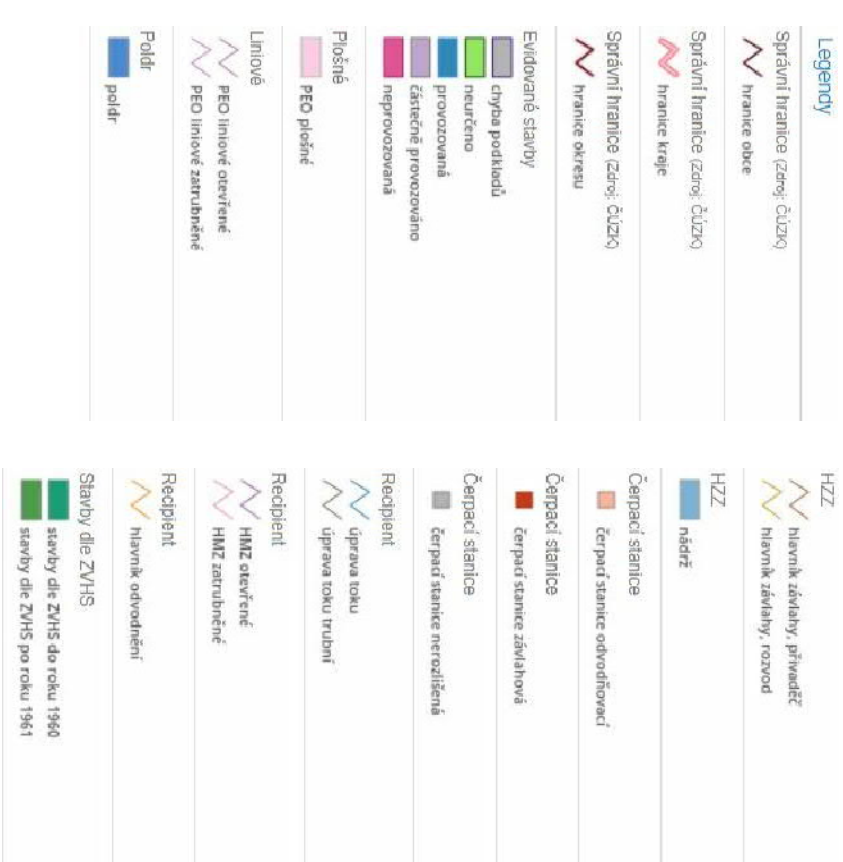 Legendy
Správní hranice (Zdroj: ČÚZK)
hranice obce
Správní hranice (Zdroj: ČÚZK)
hranice kraje
Správní hranice (Zdroj: ČÚZK)
hranice okresu
Evidované stavby
chyba podkladů
neurčeno
provozovaná
částečně provozováno
neprovozovaná
Plošné
PEO plošné
Liniové
PEO liniové otevřené
PEO liniové zatrubněné
Poldr
poldr
HZZ
hlavník závlahy, přivaděč
hlavník závlahy, rozvod
HZZ
nádrž
Čerpací stanice
čerpací stanice odvodňovací
Čerpací stanice
čerpací stanice závlahová
Čerpací stanice
čerpací stanice nerozlišená
Recipient
úprava toku
úprava toku trubní
Recipient
HMZ otevřené
HMZ zatrubněné
Recipient
hlavník odvodnění
Stavby dle ZVHS
stavby dle ZVHS do roku 1960
stavby dle ZVHS po roku 1961